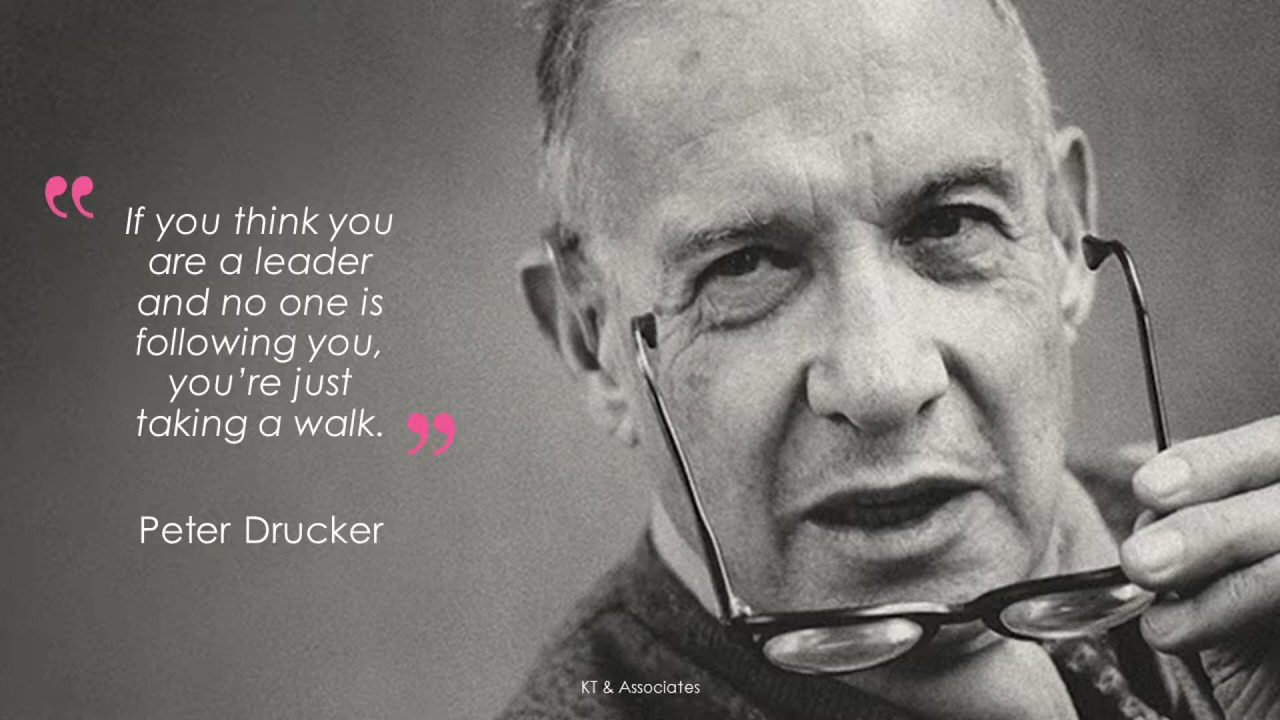 “
If you think you
are a leader
and no one is
following you,
you’re just
taking a walk. ”
Peter Drucker
KT & Associates